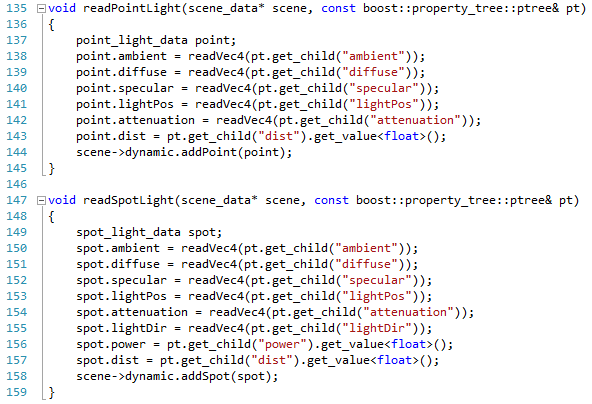 135 void readPointLight(scene_data* scene, const boost::property_tree::ptree& pt)
136 {
137     point_light_data point;
138     point.ambient = readVec4(pt.get_child("ambient"));
139     point.diffuse = readVec4(pt.get_child("diffuse"));
140     point.specular = readVec4(pt.get_child("specular"));
141     point.lightPos = readVec4(pt.get_child("lightPos"));
142     point.attenuation = readVec4(pt.get_child("attenuation"));
143     point.dist = pt.get_child("dist").get_value<float>();
144     scene->dynamic.addPoint(point);
145 }
146
147 void readSpotLight(scene_data* scene, const boost::property_tree::ptree& pt)
148 {
149     spot_light_data spot;
150     spot.ambient = readVec4(pt.get_child("ambient"));
151     spot.diffuse = readVec4(pt.get_child("diffuse"));
152     spot.specular = readVec4(pt.get_child("specular"));
153     spot.lightPos = readVec4(pt.get_child("lightPos"));
154     spot.attenuation = readVec4(pt.get_child("attenuation"));
155     spot.lightDir = readVec4(pt.get_child("lightDir"));
156     spot.power = pt.get_child("power").get_value<float>();
157     spot.dist = pt.get_child("dist").get_value<float>();
158     scene->dynamic.addSpot(spot);
159 }